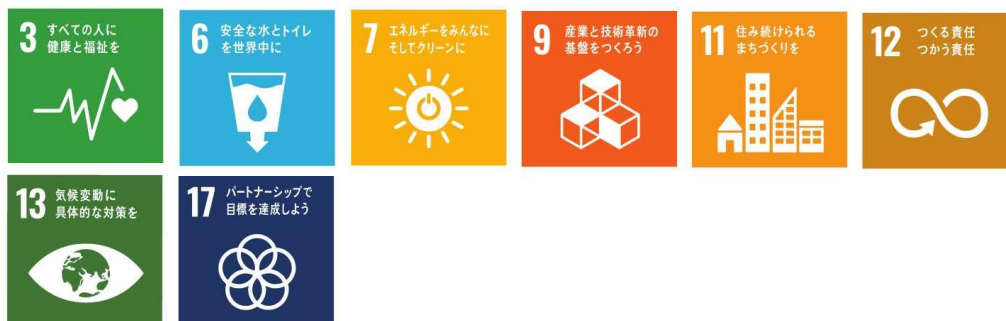 3 すべての人に
健康と福祉を
6 安全な水とトイレ
を世界中に
7 エネルギーをみんなに
そしてクリーンに
9 産業と技術革新の
基盤をつくろう
11 住み続けられる
まちづくりを
12 つくる責任
つかう責任
13 気候変動に
具体的な対策を
17 パートナーシップで
目標を達成しよう